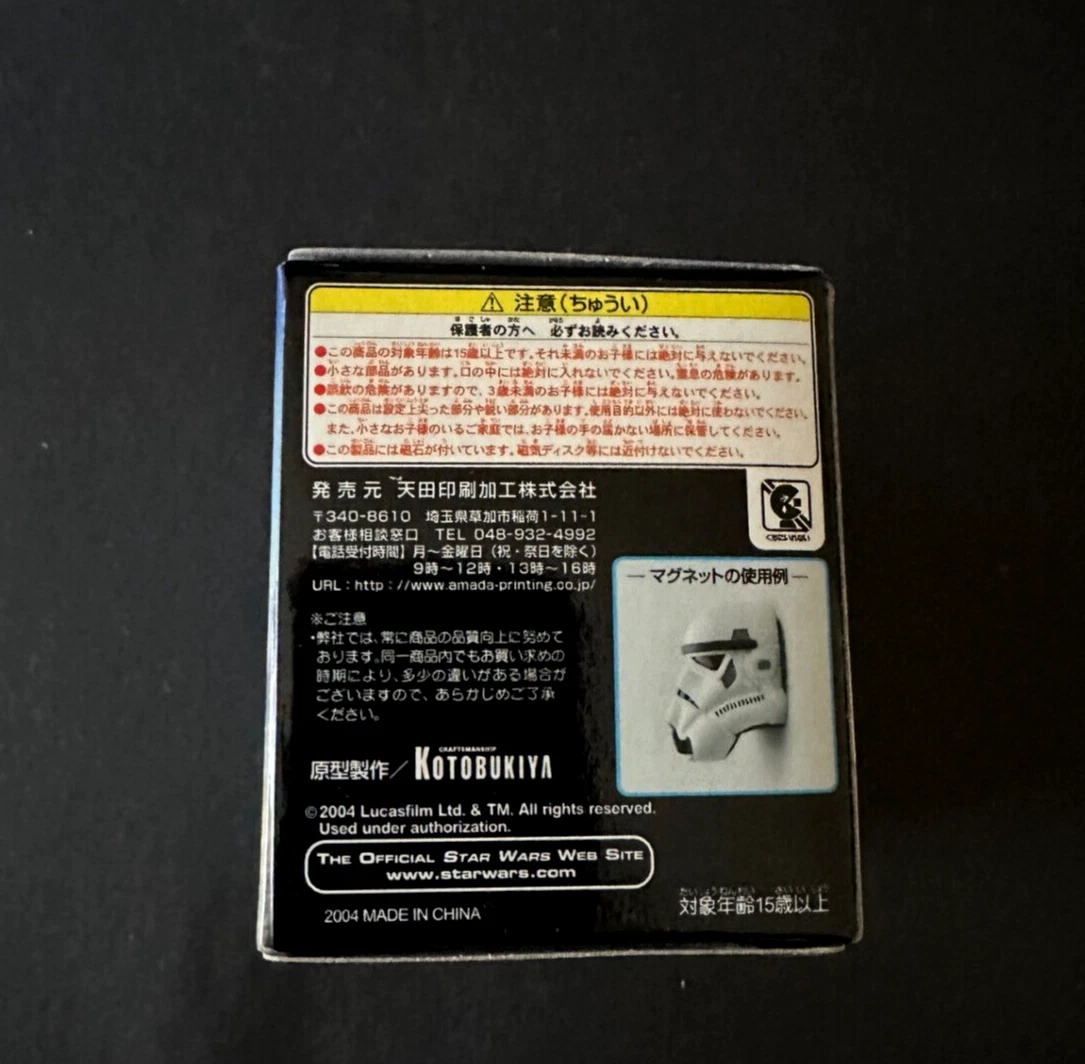 注意(ちゅうい)
保護者の方へ 必ずお読みください。
●この商品の対象年齢は15歳以上です。それ未満のお子様には絶対に与えないでください。
●小さな部品があります。口の中には絶対に入れないでください。窒息の危険があります。
●誤飲の危険がありますので、3歳未満のお子様には絶対に与えないでください。
●この商品は設定上尖った部分や鋭い部分があります。使用目的以外には絶対に使わないでください。
また、小さなお子様のいるご家庭では、お子様の手の届かない場所に保管してください。
●この製品には磁石が付いています。磁気ディスク等には近付けないでください。
発売元 天田印刷加工株式会社
〒340-8610 埼玉県草加市稲荷1-11-1
お客様相談窓口 TEL 048-932-4992
【電話受付時間】月〜金曜日(祝・祭日を除く)
9時〜12時・13時〜16時
URL:http://www.amada-printing.co.jp/
くちにいれない
マグネットの使用例
※ご注意
・弊社では、常に商品の品質向上に努めて
おります。同一商品内でもお買い求めの
時期により、多少の違いがある場合が
ございますので、あらかじめご了承
ください。
CRAFTSMANSHIP
原型製作/KOTOBUKIYA
©2004 Lucasfilm Ltd. & TM. All rights reserved.
Used under authorization.
THE OFFICIAL STAR WARS WEB SITE
www.starwars.com
2004 MADE IN CHINA
たいしょうねんれい さいいじょう
対象年齢15歳以上